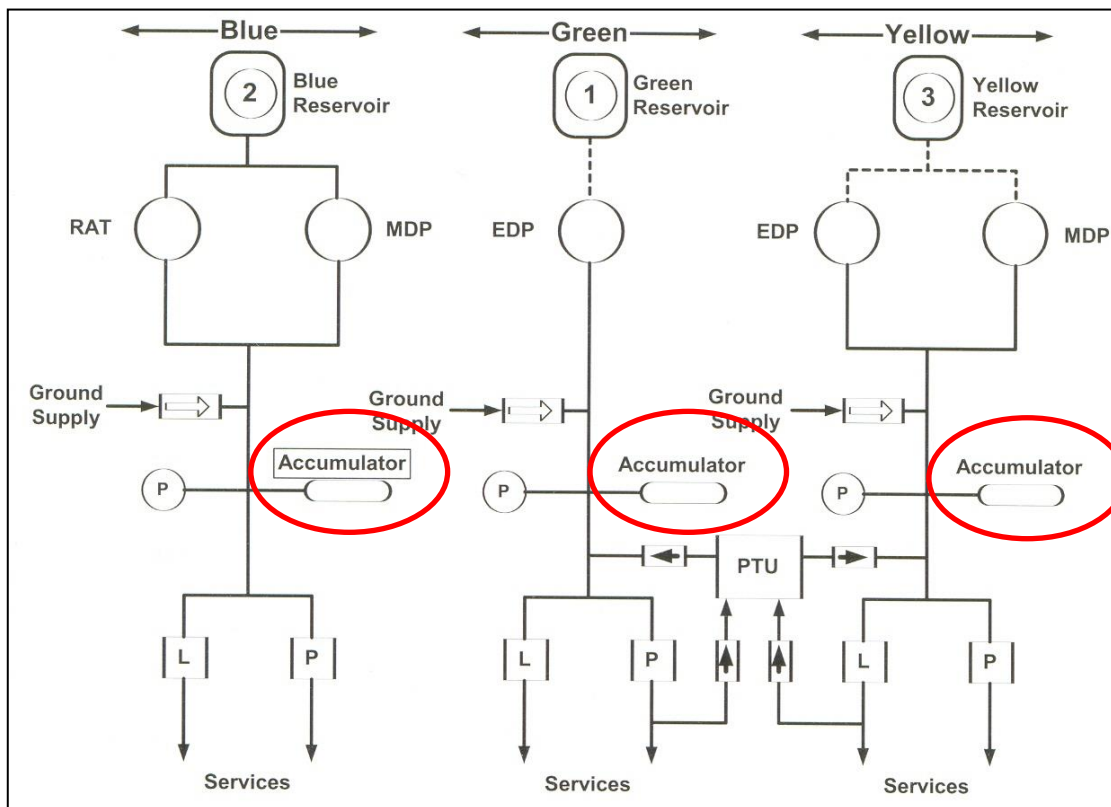 Blue
Green
Yellow
2
Blue
Reservoir
1
Green
Reservoir
3
Yellow
Reservoir
RAT
MDP
EDP
EDP
MDP
Ground
Supply
Ground
Supply
Ground
Supply
Accumulator
Accumulator
Accumulator
P
P
P
PTU
L
P
L
P
L
P
Services
Services
Services